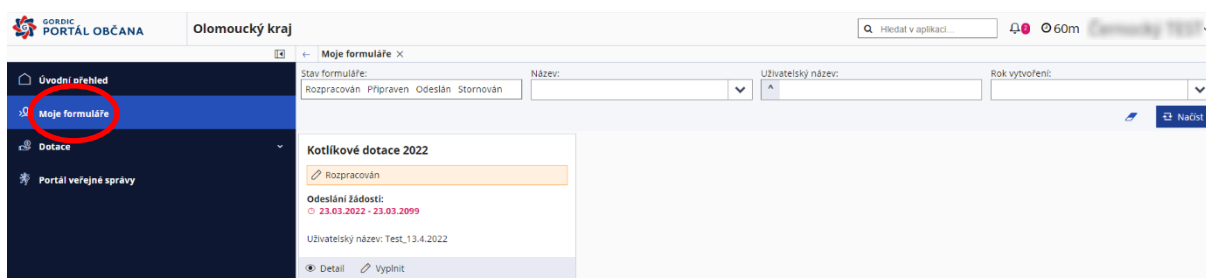 GORDIC
PORTÁL OBČANA
Olomoucký kraj
Hledat v aplikaci...
60m
← Moje formuláře ×
Úvodní přehled
Moje formuláře
Dotace
Portál veřejné správy
Stav formuláře:
Rozpracován Připraven Odeslán Stornován
Název:
Uživatelský název:
Rok vytvoření:
Načíst
Kotlíkové dotace 2022
Rozpracován
Odeslání žádosti:
23.03.2022 - 23.03.2099
Uživatelský název: Test_13.4.2022
Detail Vyplnit